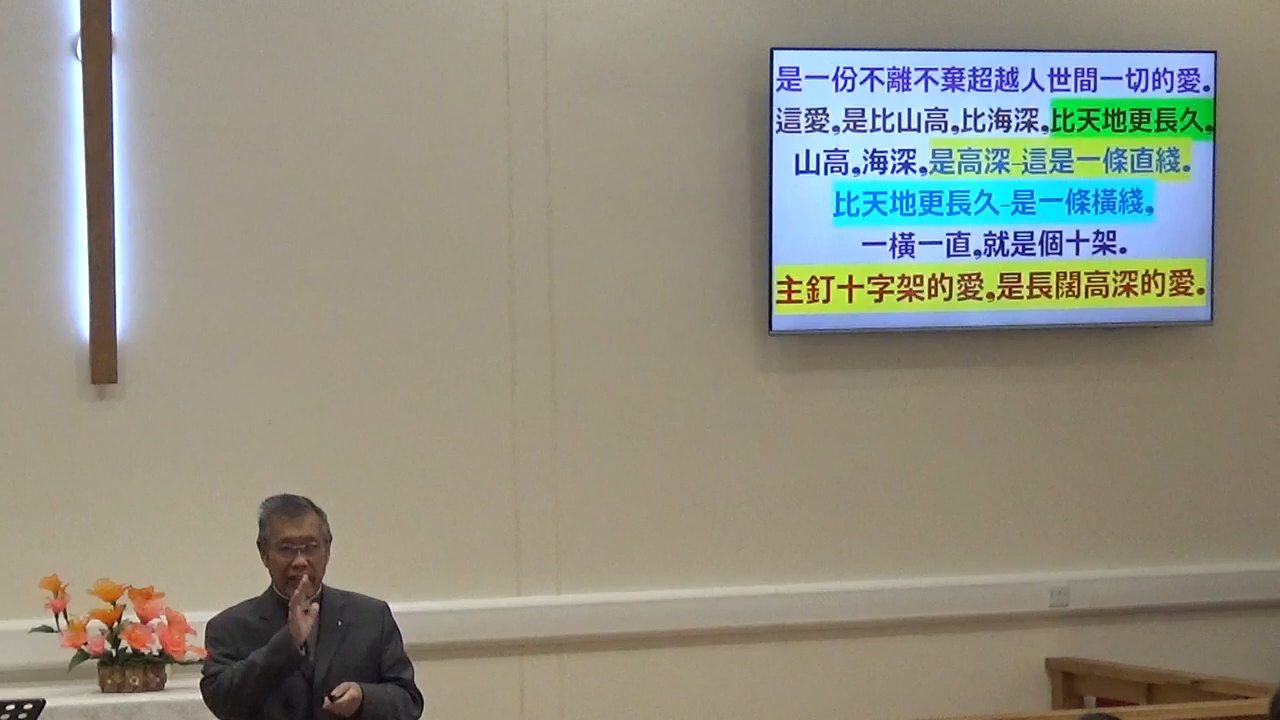 是一份不離不棄超越人世間一切的愛.
這愛,是比山高,比海深,比天地更長久,
山高,海深,是高深-這是一條直綫.
比天地更長久-是一條橫綫,
一橫一直,就是個十架.
主釘十字架的愛,是長闊高深的愛.